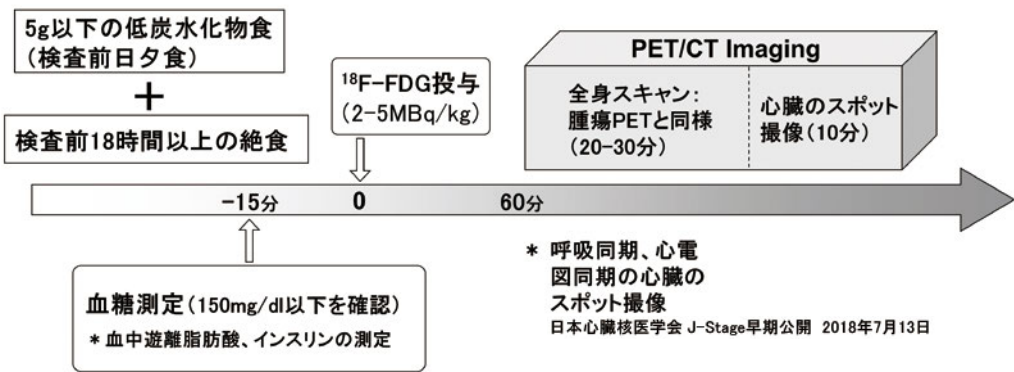 5g以下の低炭水化物食
(検査前日夕食)
+
検査前18時間以上の絶食
18F-FDG投与
(2-5MBq/kg)
PET/CT Imaging
全身スキャン:
腫瘍PETと同様
(20-30分)
心臓のスポット
撮像(10分)
-15分
0
60分
血糖測定(150mg/dl以下を確認)
*血中遊離脂肪酸、インスリンの測定
* 呼吸同期、心電
図同期の心臓の
スポット撮像
日本心臓核医学会 J-Stage早期公開 2018年7月13日